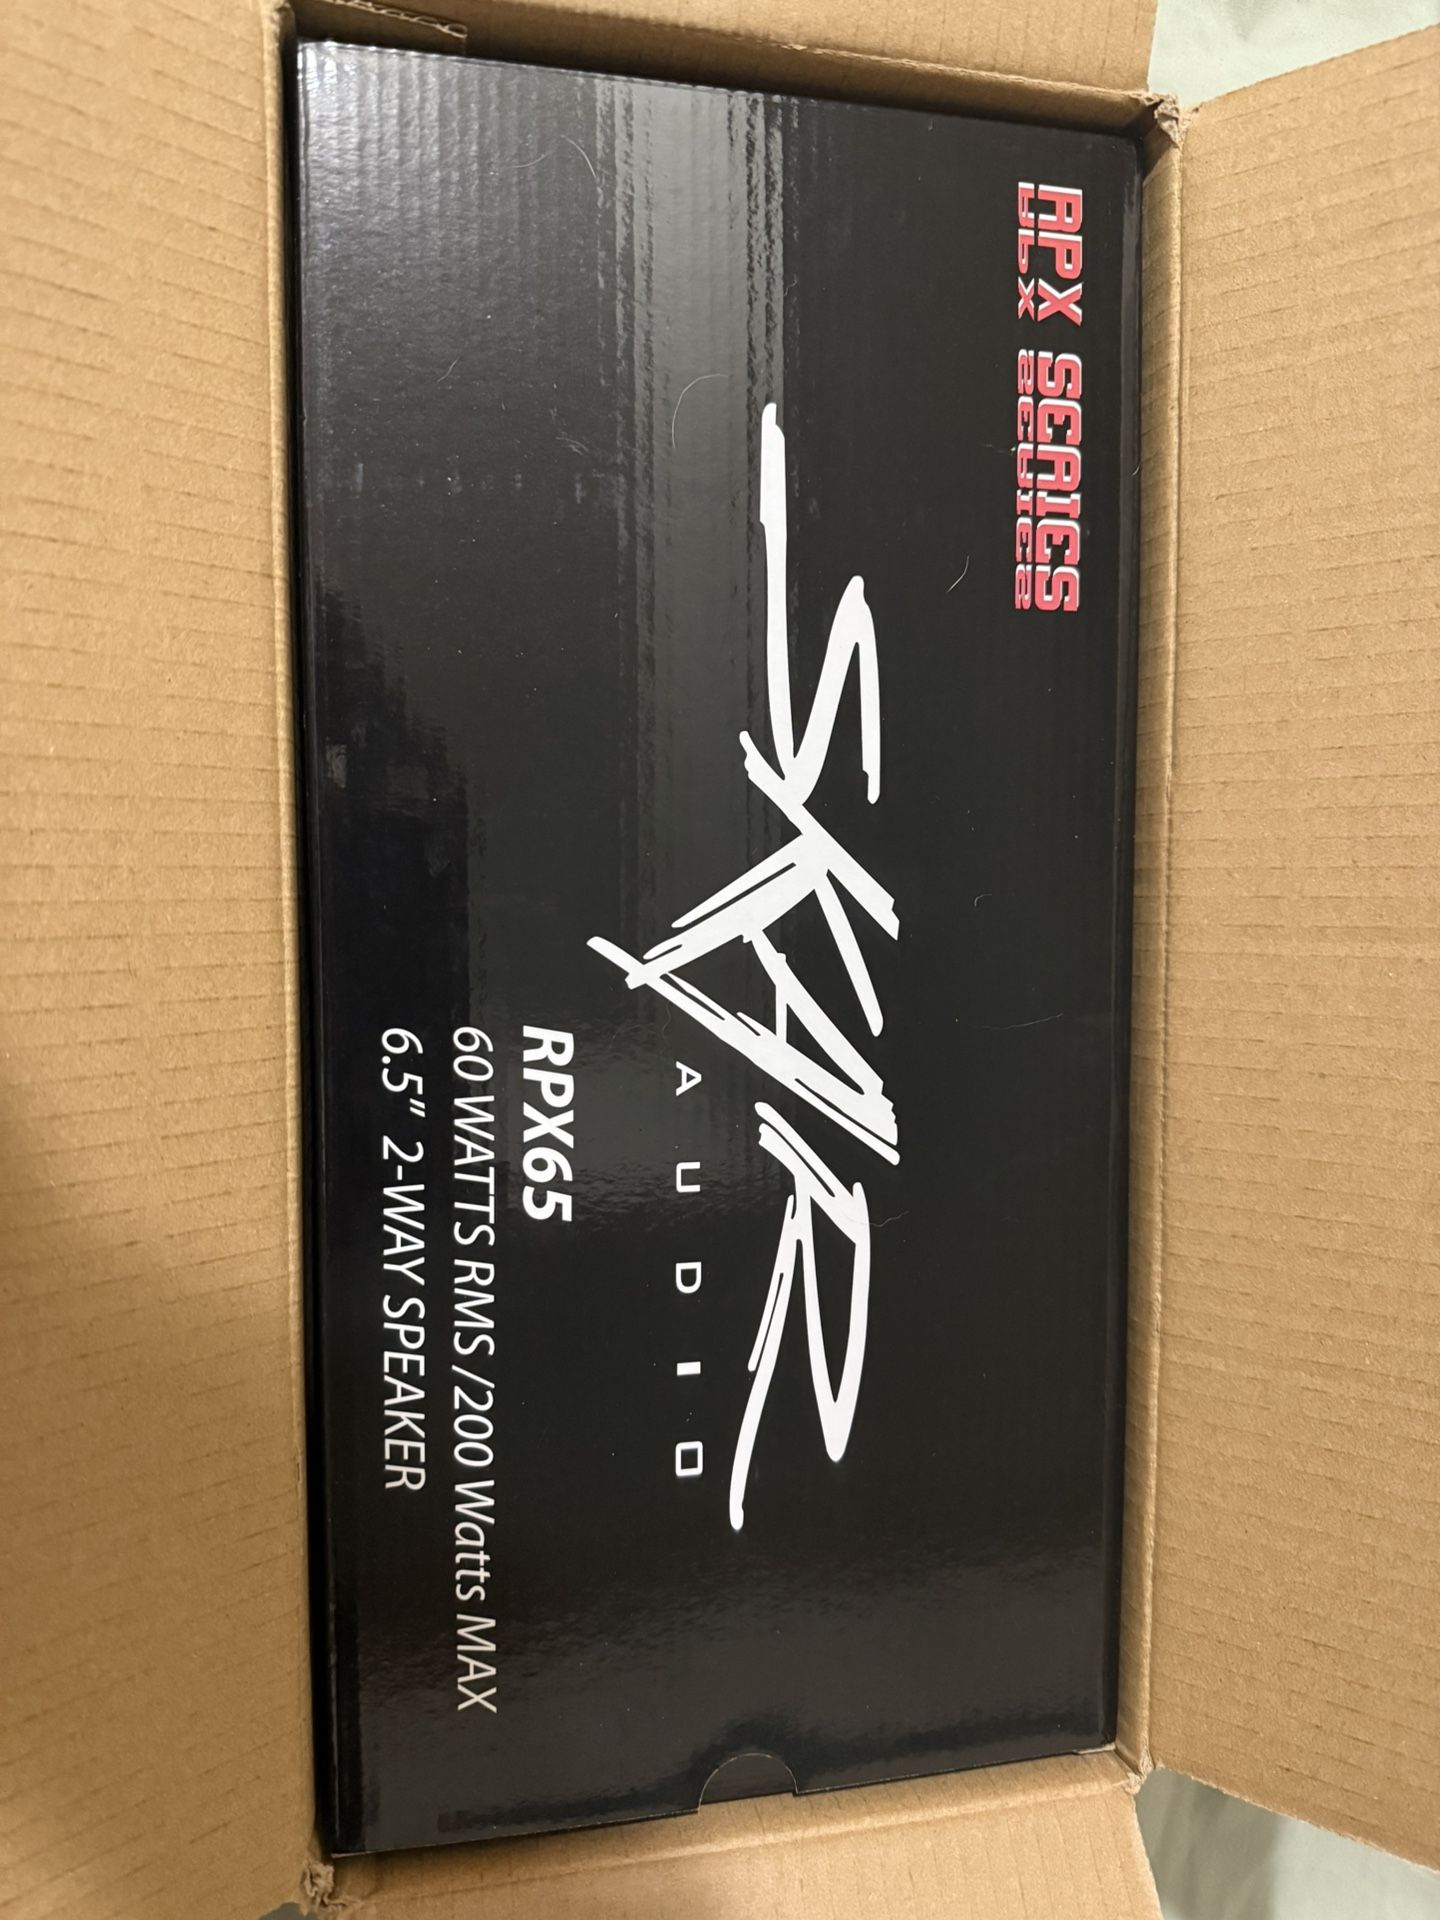 RPX SERIES
SKAR
AUDIO
RPX65
60 WATTS RMS /200 Watts MAX
6.5" 2-WAY SPEAKER